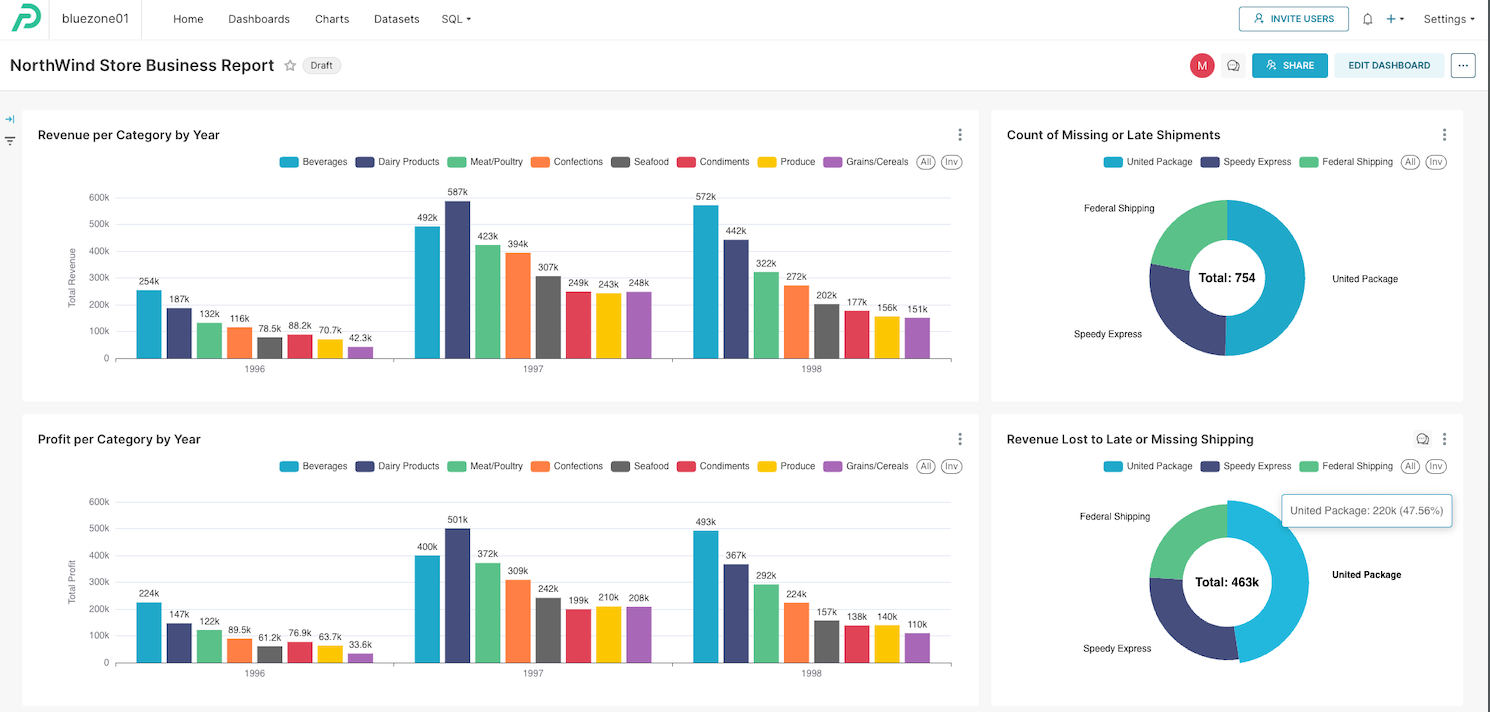 bluezone01 Home Dashboards Charts Datasets SQL INVITE USERS + Settings
NorthWind Store Business Report Draft M SHARE EDIT DASHBOARD ...
Revenue per Category by Year
Beverages Dairy Products Meat/Poultry Confections Seafood Condiments Produce Grains/Cereals All Inv
Total Revenue
600k
500k
400k
300k
200k
100k
0
254k 187k 132k 116k 78.5k 88.2k 70.7k 42.3k
492k 587k 423k 394k 307k 249k 243k 248k
572k 442k 322k 272k 202k 177k 156k 151k
1996 1997 1998
Count of Missing or Late Shipments
United Package Speedy Express Federal Shipping All Inv
Federal Shipping
Total: 754
United Package
Speedy Express
Profit per Category by Year
Beverages Dairy Products Meat/Poultry Confections Seafood Condiments Produce Grains/Cereals All Inv
Total Profit
600k
500k
400k
300k
200k
100k
0
224k 147k 122k 89.5k 61.2k 76.9k 63.7k 33.6k
400k 501k 372k 309k 242k 199k 210k 208k
493k 367k 292k 224k 157k 138k 140k 110k
1996 1997 1998
Revenue Lost to Late or Missing Shipping
United Package Speedy Express Federal Shipping All Inv
United Package: 220k (47.56%)
Federal Shipping
United Package
Total: 463k
Speedy Express